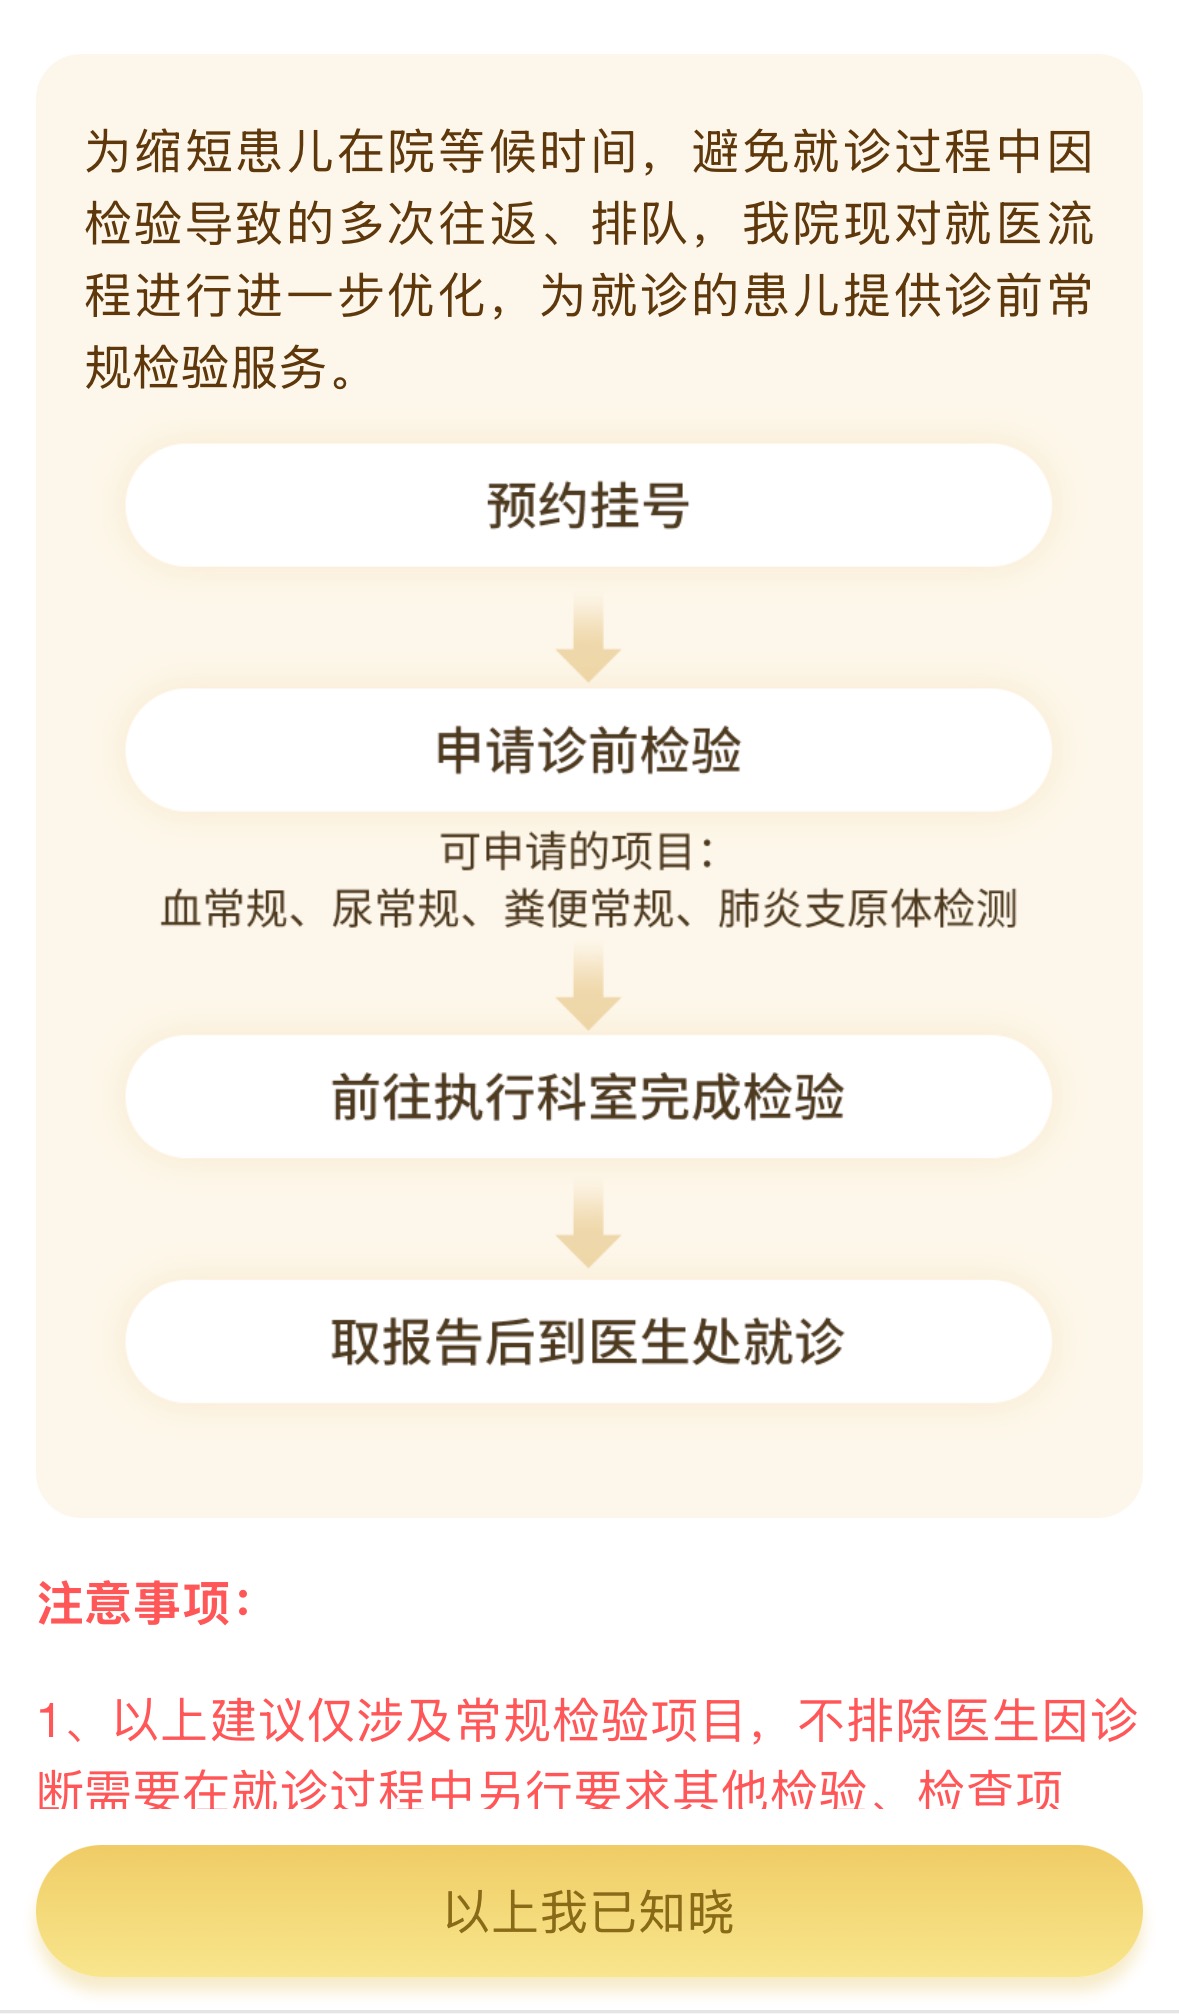 为缩短患儿在院等候时间，避免就诊过程中因
检验导致的多次往返、排队，我院现对就医流
程进行进一步优化，为就诊的患儿提供诊前常
规检验服务。
预约挂号
申请诊前检验
可申请的项目：
血常规、尿常规、粪便常规、肺炎支原体检测
前往执行科室完成检验
取报告后到医生处就诊
注意事项：
1、以上建议仅涉及常规检验项目，不排除医生因诊
断需要在就诊过程中另行要求其他检验、检查项
以上我已知晓